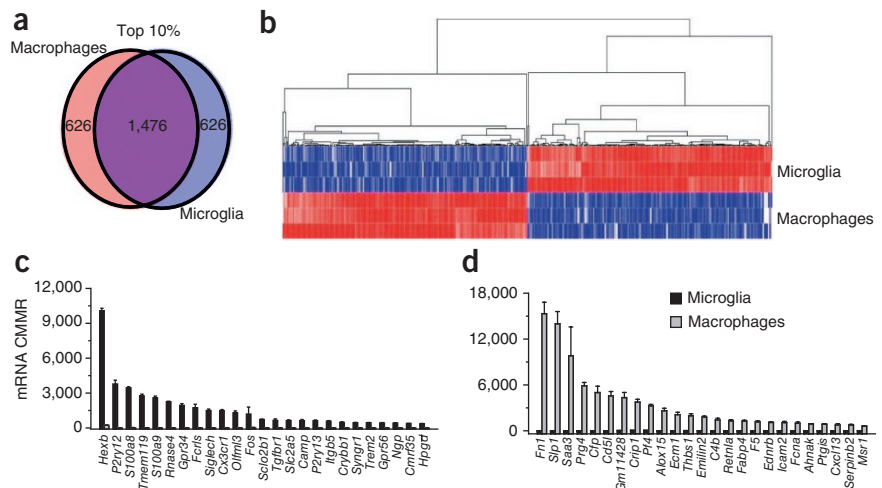 a
Top 10%
Macrophages
626
1,476
626
Microglia
b
Microglia
Macrophages
c
mRNA CMMR
12,000
9,000
6,000
3,000
0
Hexb
P2ry12
S100a8
Tmem119
S100a9
Rnase4
Gpr34
Fcrls
Siglech
Cx3cr1
Olfml3
Fos
Sclo2b1
Tgfbr1
Slc2a5
Camp
P2ry13
Itgb5
Crybb1
Syngr1
Trem2
Gpr56
Ngp
Cmrf35
Hpgd
d
18,000
12,000
6,000
0
Microglia
Macrophages
Fn1
Slp1
Saa3
Prg4
Cfp
Cd5l
Gm11428
Crip1
Pf4
Alox15
Ecm1
Thbs1
Emilin2
C4b
Retnla
Fabp4
F5
Ednrb
Icam2
Fcna
Ahnak
Ptgis
Cxcl13
Serpinb2
Msr1